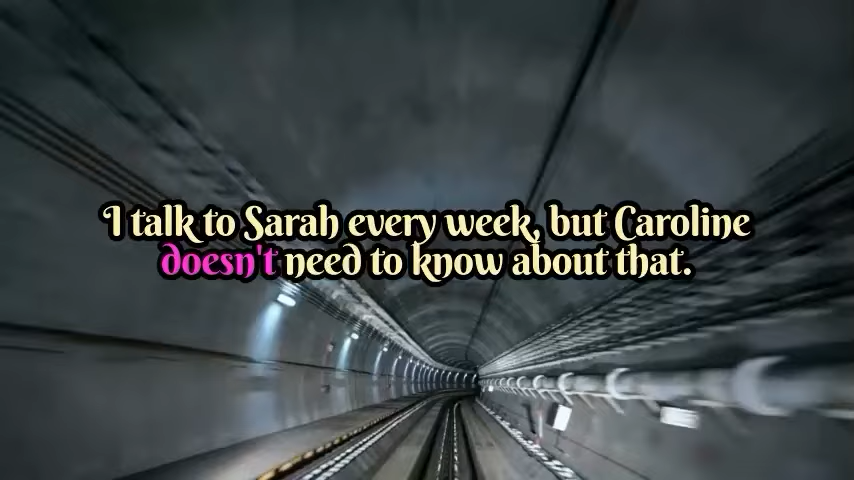 I talk to Sarah every week, but Caroline
doesn't need to know about that.